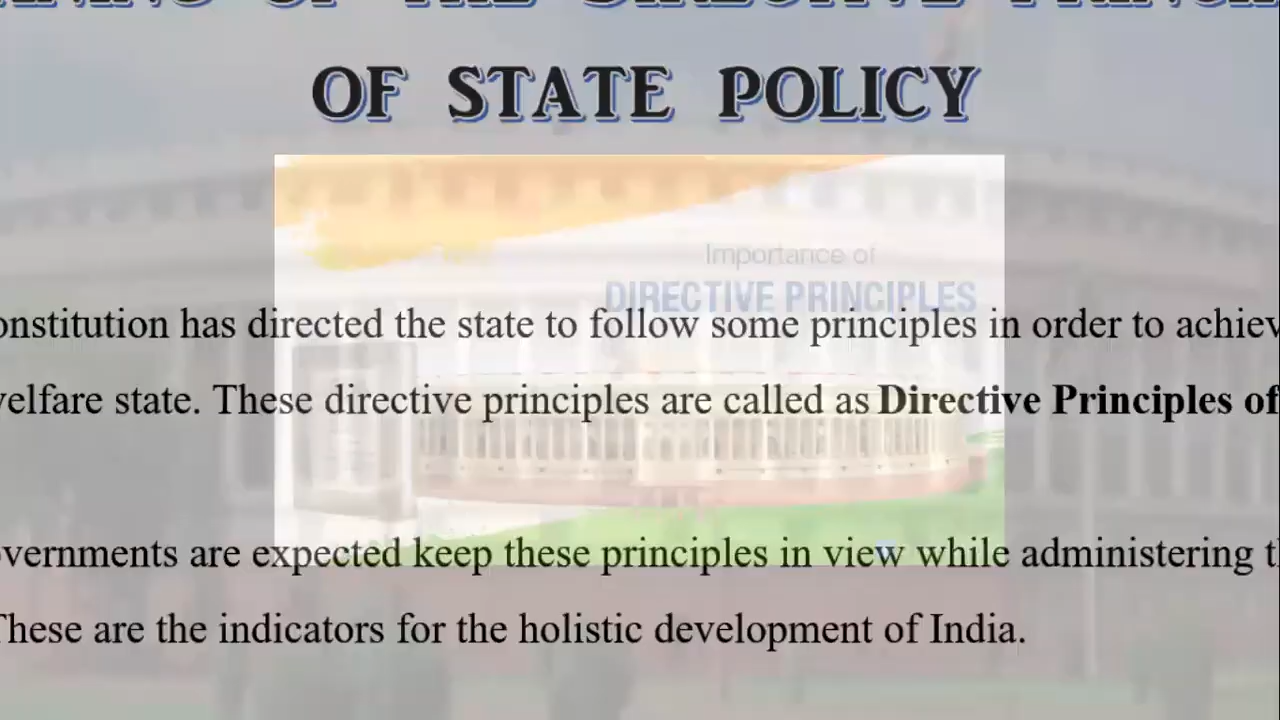 OF STATE POLICY
Importance of
DIRECTIVE PRINCIPLES
onstitution has directed the state to follow some principles in order to achiev
welfare state. These directive principles are called as Directive Principles of
overnments are expected keep these principles in view while administering t
These are the indicators for the holistic development of India.